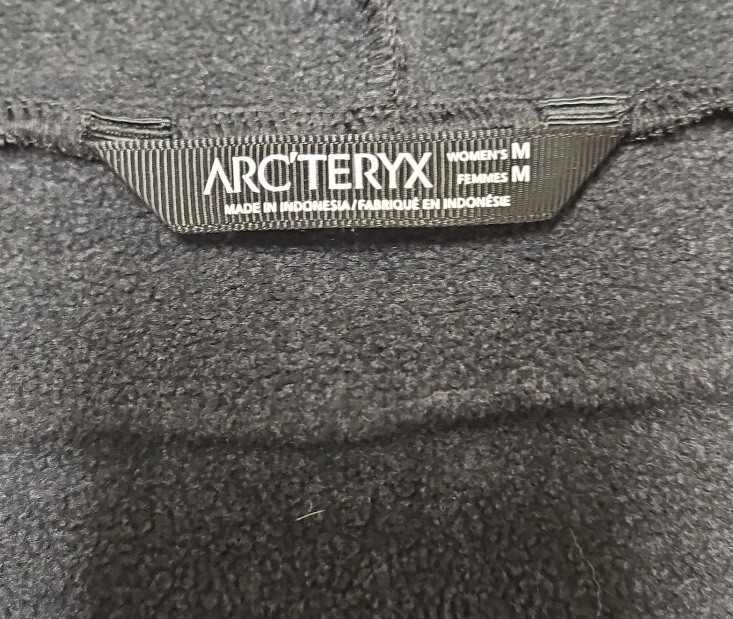 ARC'TERYX WOMEN'S M
FEMMES M
MADE IN INDONESIA/FABRIQUÉ EN INDONÉSIE